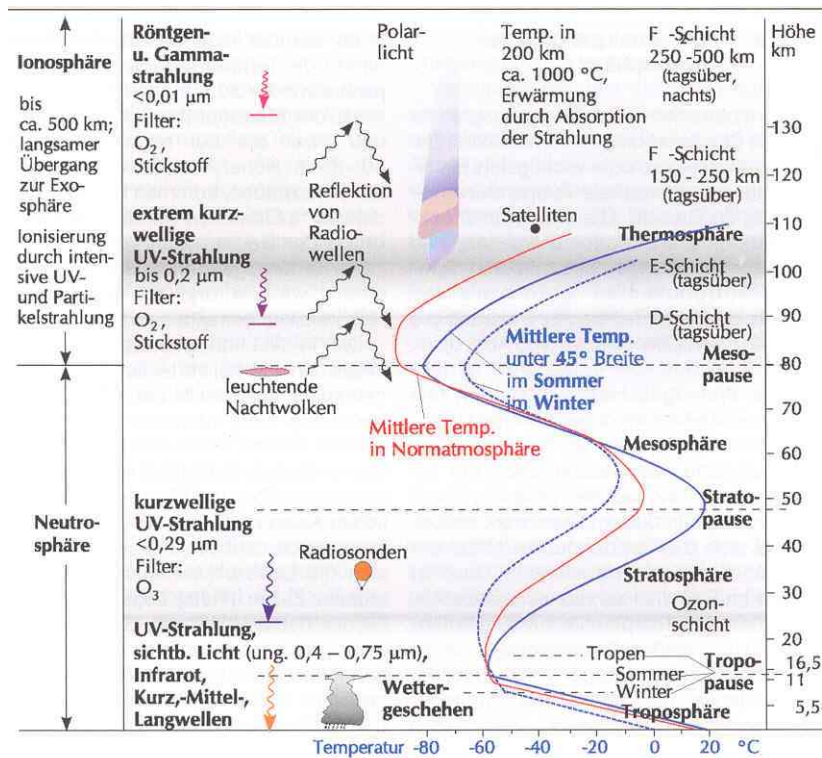 Ionosphäre
bis
ca. 500 km;
langsamer
Übergang
zur Exo-
sphäre
Ionisierung
durch inten
sive UV-
und Parti-
kelstrahlung
Neutro-
sphäre
Röntgen-
u. Gamma-
strahlung
<0,01 µm
Filter:
O2,
Stickstoff
extrem kurz-
wellige
UV-Strahlung
bis 0,2 µm
Filter:
O2,
Stickstoff
leuchtende
Nachtwolken
kurzwellige
UV-Strahlung
<0,29 µm
Filter:
O3
UV-Strahlung,
sichtb. Licht (ung. 0,4 – 0,75 µm),
Infrarot,
Kurz,-Mittel-,
Langwellen
Polar-
licht
Reflektion
von
Radio-
wellen
Radiosonden
Wetter-
geschehen
Temp. in
200 km
ca. 1000 °C,
Erwärmung
durch Absorption
der Strahlung
Satelliten
Mittlere Temp.
unter 45° Breite
im Sommer
im Winter
Mittlere Temp.
in Normatmosphäre
F2-Schicht
250 -500 km
(tagsüber,
nachts)
F-Schicht
150 - 250 km
(tagsüber)
Thermosphäre
E-Schicht
(tagsüber)
D-Schicht
(tagsüber)
Meso-
pause
Mesosphäre
Strato-
pause
Stratosphäre
Ozon-
schicht
Tropen
Sommer
Winter
Tropo-
pause
Troposphäre
Höhe
km
130
120
110
100
90
80
70
60
50
40
30
20
16,5
11
5,5
Temperatur -80 -60 -40 -20 0 20 °C